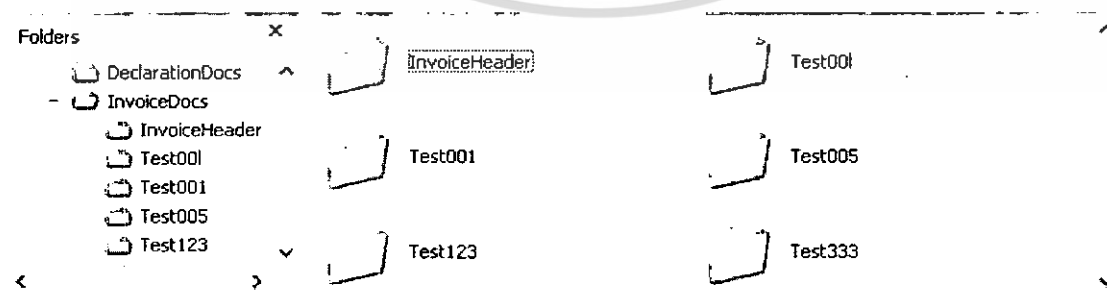 Folders
DeclarationDocs
InvoiceDocs
InvoiceHeader
Test00l
Test001
Test005
Test123
InvoiceHeader
Test00l
Test001
Test005
Test123
Test333